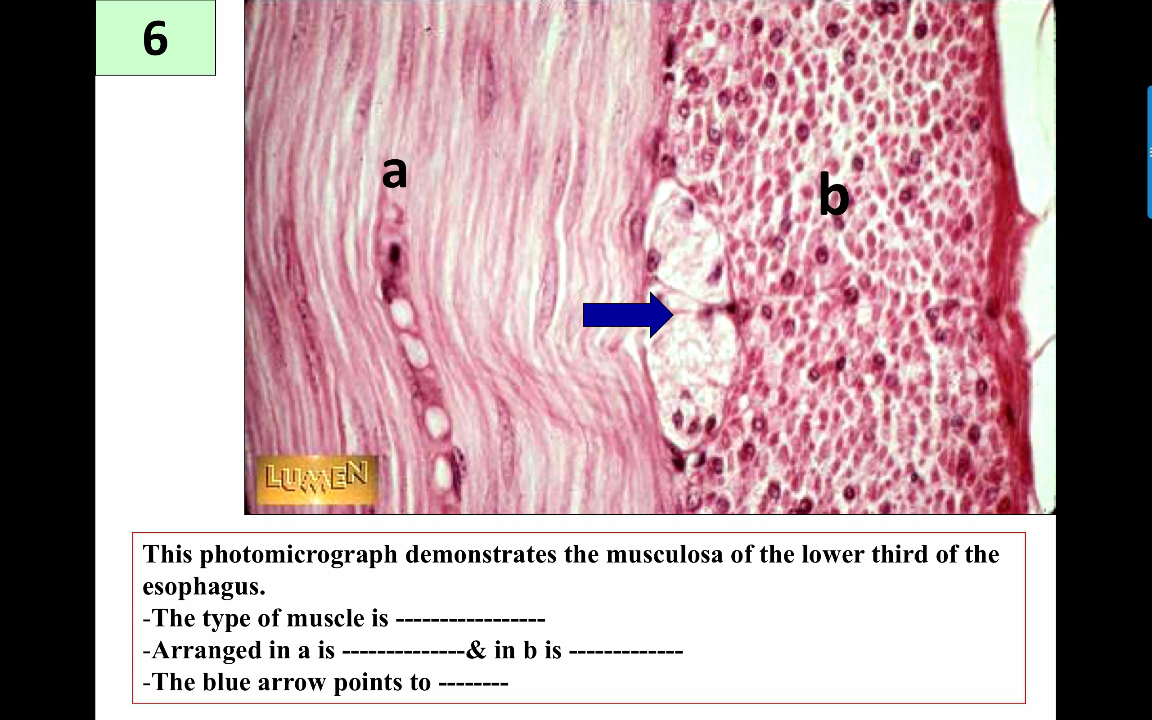 6
a
b
LUMEN
This photomicrograph demonstrates the musculosa of the lower third of the
esophagus.
-The type of muscle is -----------------
-Arranged in a is --------------& in b is -------------
-The blue arrow points to --------